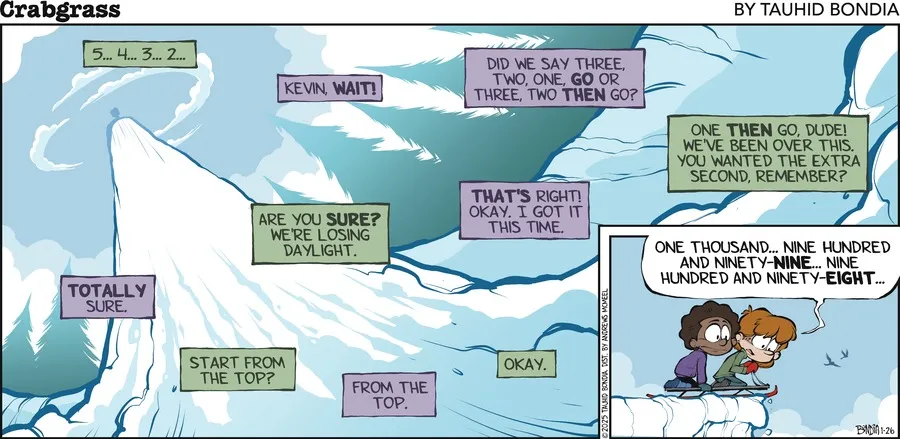 Crabgrass
BY TAUHID BONDIA
5... 4... 3... 2...
KEVIN, WAIT!
DID WE SAY THREE,
TWO, ONE, GO OR
THREE, TWO THEN GO?
ONE THEN GO, DUDE!
WE'VE BEEN OVER THIS.
YOU WANTED THE EXTRA
SECOND, REMEMBER?
THAT'S RIGHT!
OKAY. I GOT IT
THIS TIME.
ARE YOU SURE?
WE'RE LOSING
DAYLIGHT.
TOTALLY
SURE.
START FROM
THE TOP?
FROM THE
TOP.
OKAY.
ONE THOUSAND... NINE HUNDRED
AND NINETY-NINE... NINE
HUNDRED AND NINETY-EIGHT...
©2025 TAUHID BONDIA, DIST. BY ANDREWS MCMEEL
BONDIA 1-26